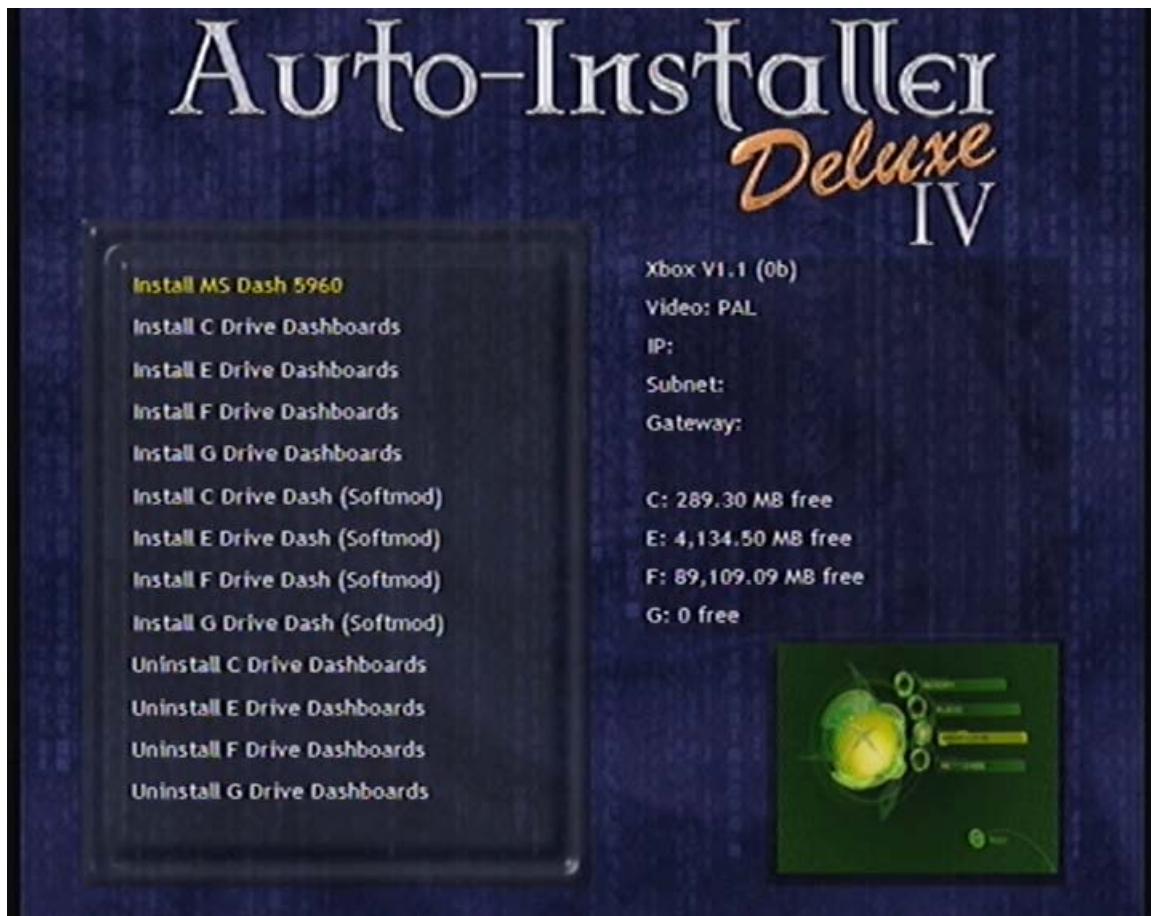 Auto-Installer
Deluxe
IV
Install MS Dash 5960
Install C Drive Dashboards
Install E Drive Dashboards
Install F Drive Dashboards
Install G Drive Dashboards
Install C Drive Dash (Softmod)
Install E Drive Dash (Softmod)
Install F Drive Dash (Softmod)
Install G Drive Dash (Softmod)
Uninstall C Drive Dashboards
Uninstall E Drive Dashboards
Uninstall F Drive Dashboards
Uninstall G Drive Dashboards
Xbox V1.1 (0b)
Video: PAL
IP:
Subnet:
Gateway:
C: 289.30 MB free
E: 4,134.50 MB free
F: 89,109.09 MB free
G: 0 free